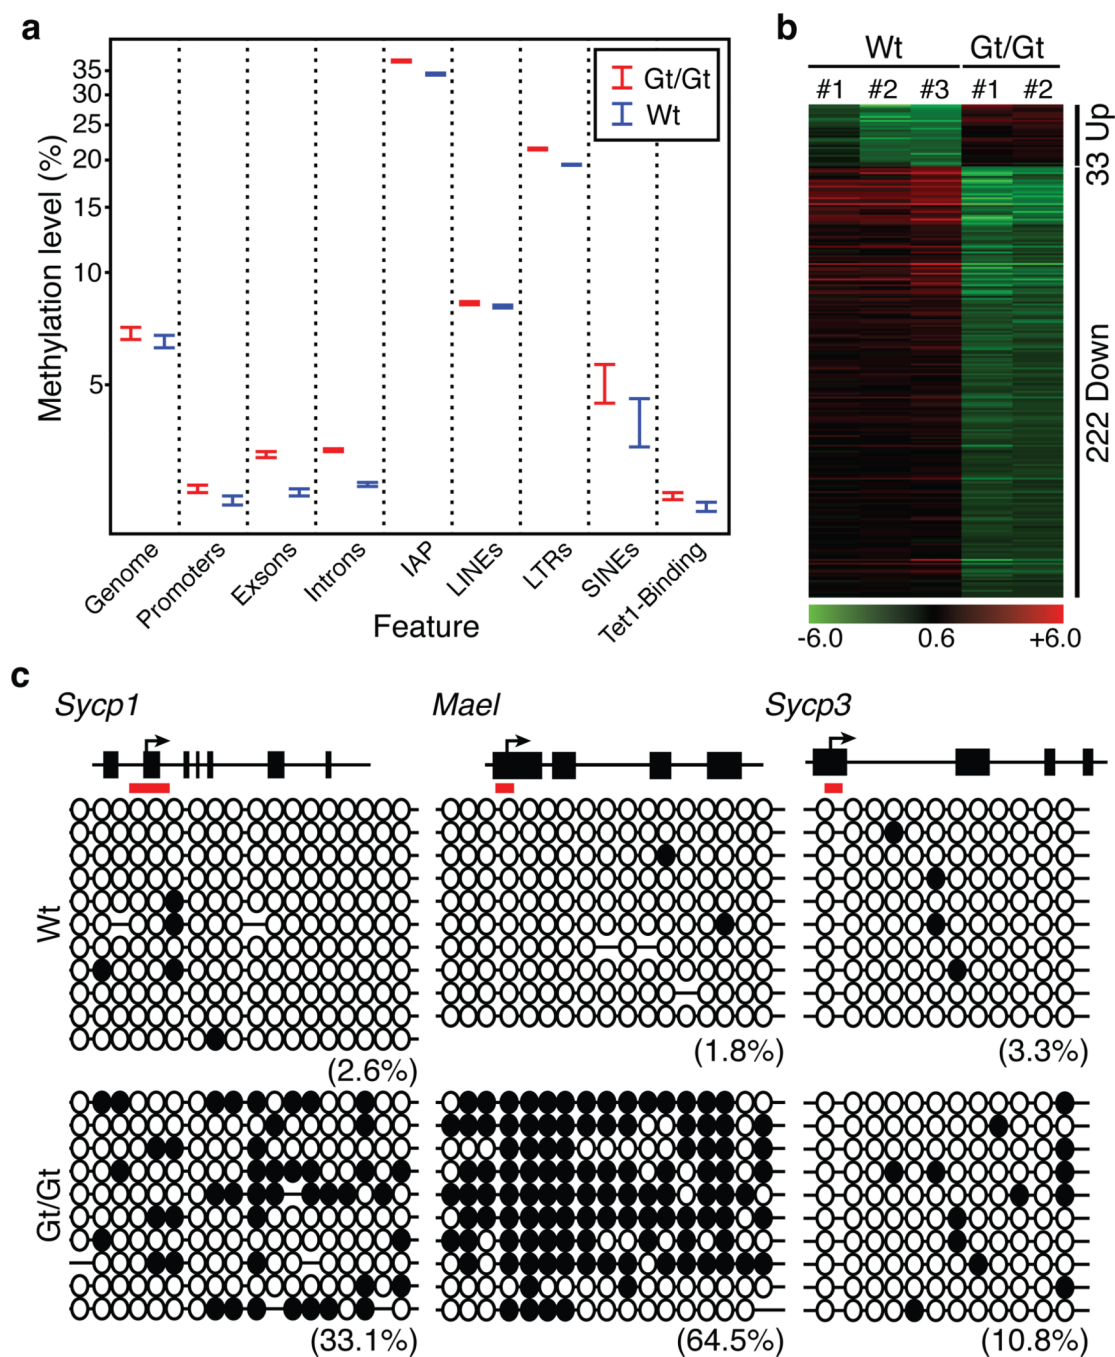 a
Methylation level (%)
35
30
25
20
15
10
5
Gt/Gt
Wt
Genome
Promoters
Exsons
Introns
IAP
LINEs
LTRs
SINEs
Tet1-Binding
Feature
b
Wt Gt/Gt
#1 #2 #3 #1 #2
33 Up
222 Down
-6.0 0.6 +6.0
c
Sycp1 Mael Sycp3
Wt
(2.6%) (1.8%) (3.3%)
Gt/Gt
(33.1%) (64.5%) (10.8%)